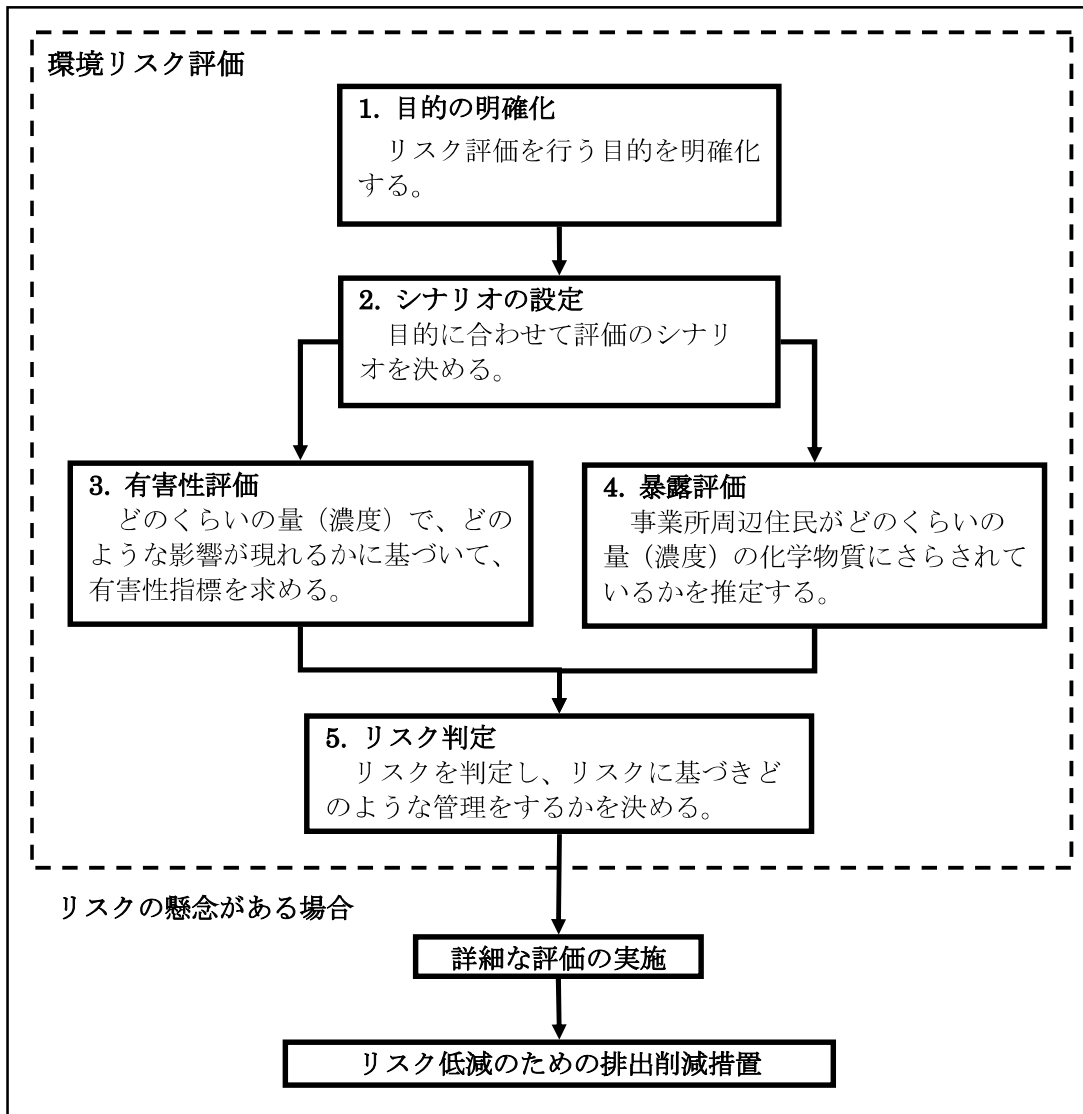 環境リスク評価
1. 目的の明確化
リスク評価を行う目的を明確化
する。
2. シナリオの設定
目的に合わせて評価のシナリ
オを決める。
3. 有害性評価
どのくらいの量（濃度）で、どの
ような影響が現れるかに基づいて、
有害性指標を求める。
4. 暴露評価
事業所周辺住民がどのくらいの
量（濃度）の化学物質にさらされて
いるかを推定する。
5. リスク判定
リスクを判定し、リスクに基づきど
のような管理をするかを決める。
リスクの懸念がある場合
詳細な評価の実施
リスク低減のための排出削減措置